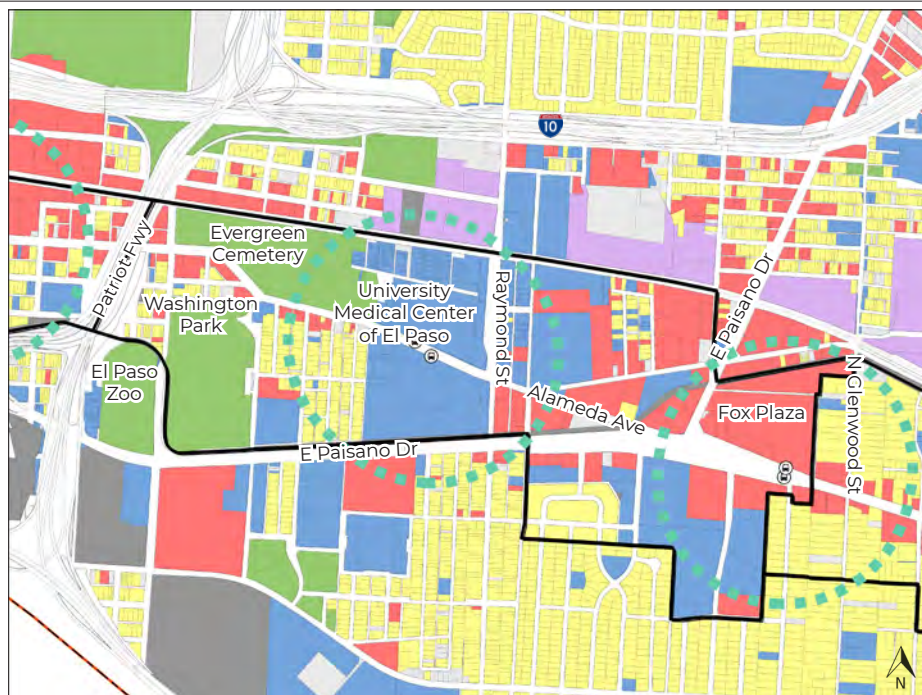 10
Evergreen
Cemetery
Patriot Fwy
Washington
Park
University
Medical Center
of El Paso
Raymond St
E Paisano Dr
El Paso
Zoo
Alameda Ave
Fox Plaza
N Glenwood St
E Paisano Dr
N